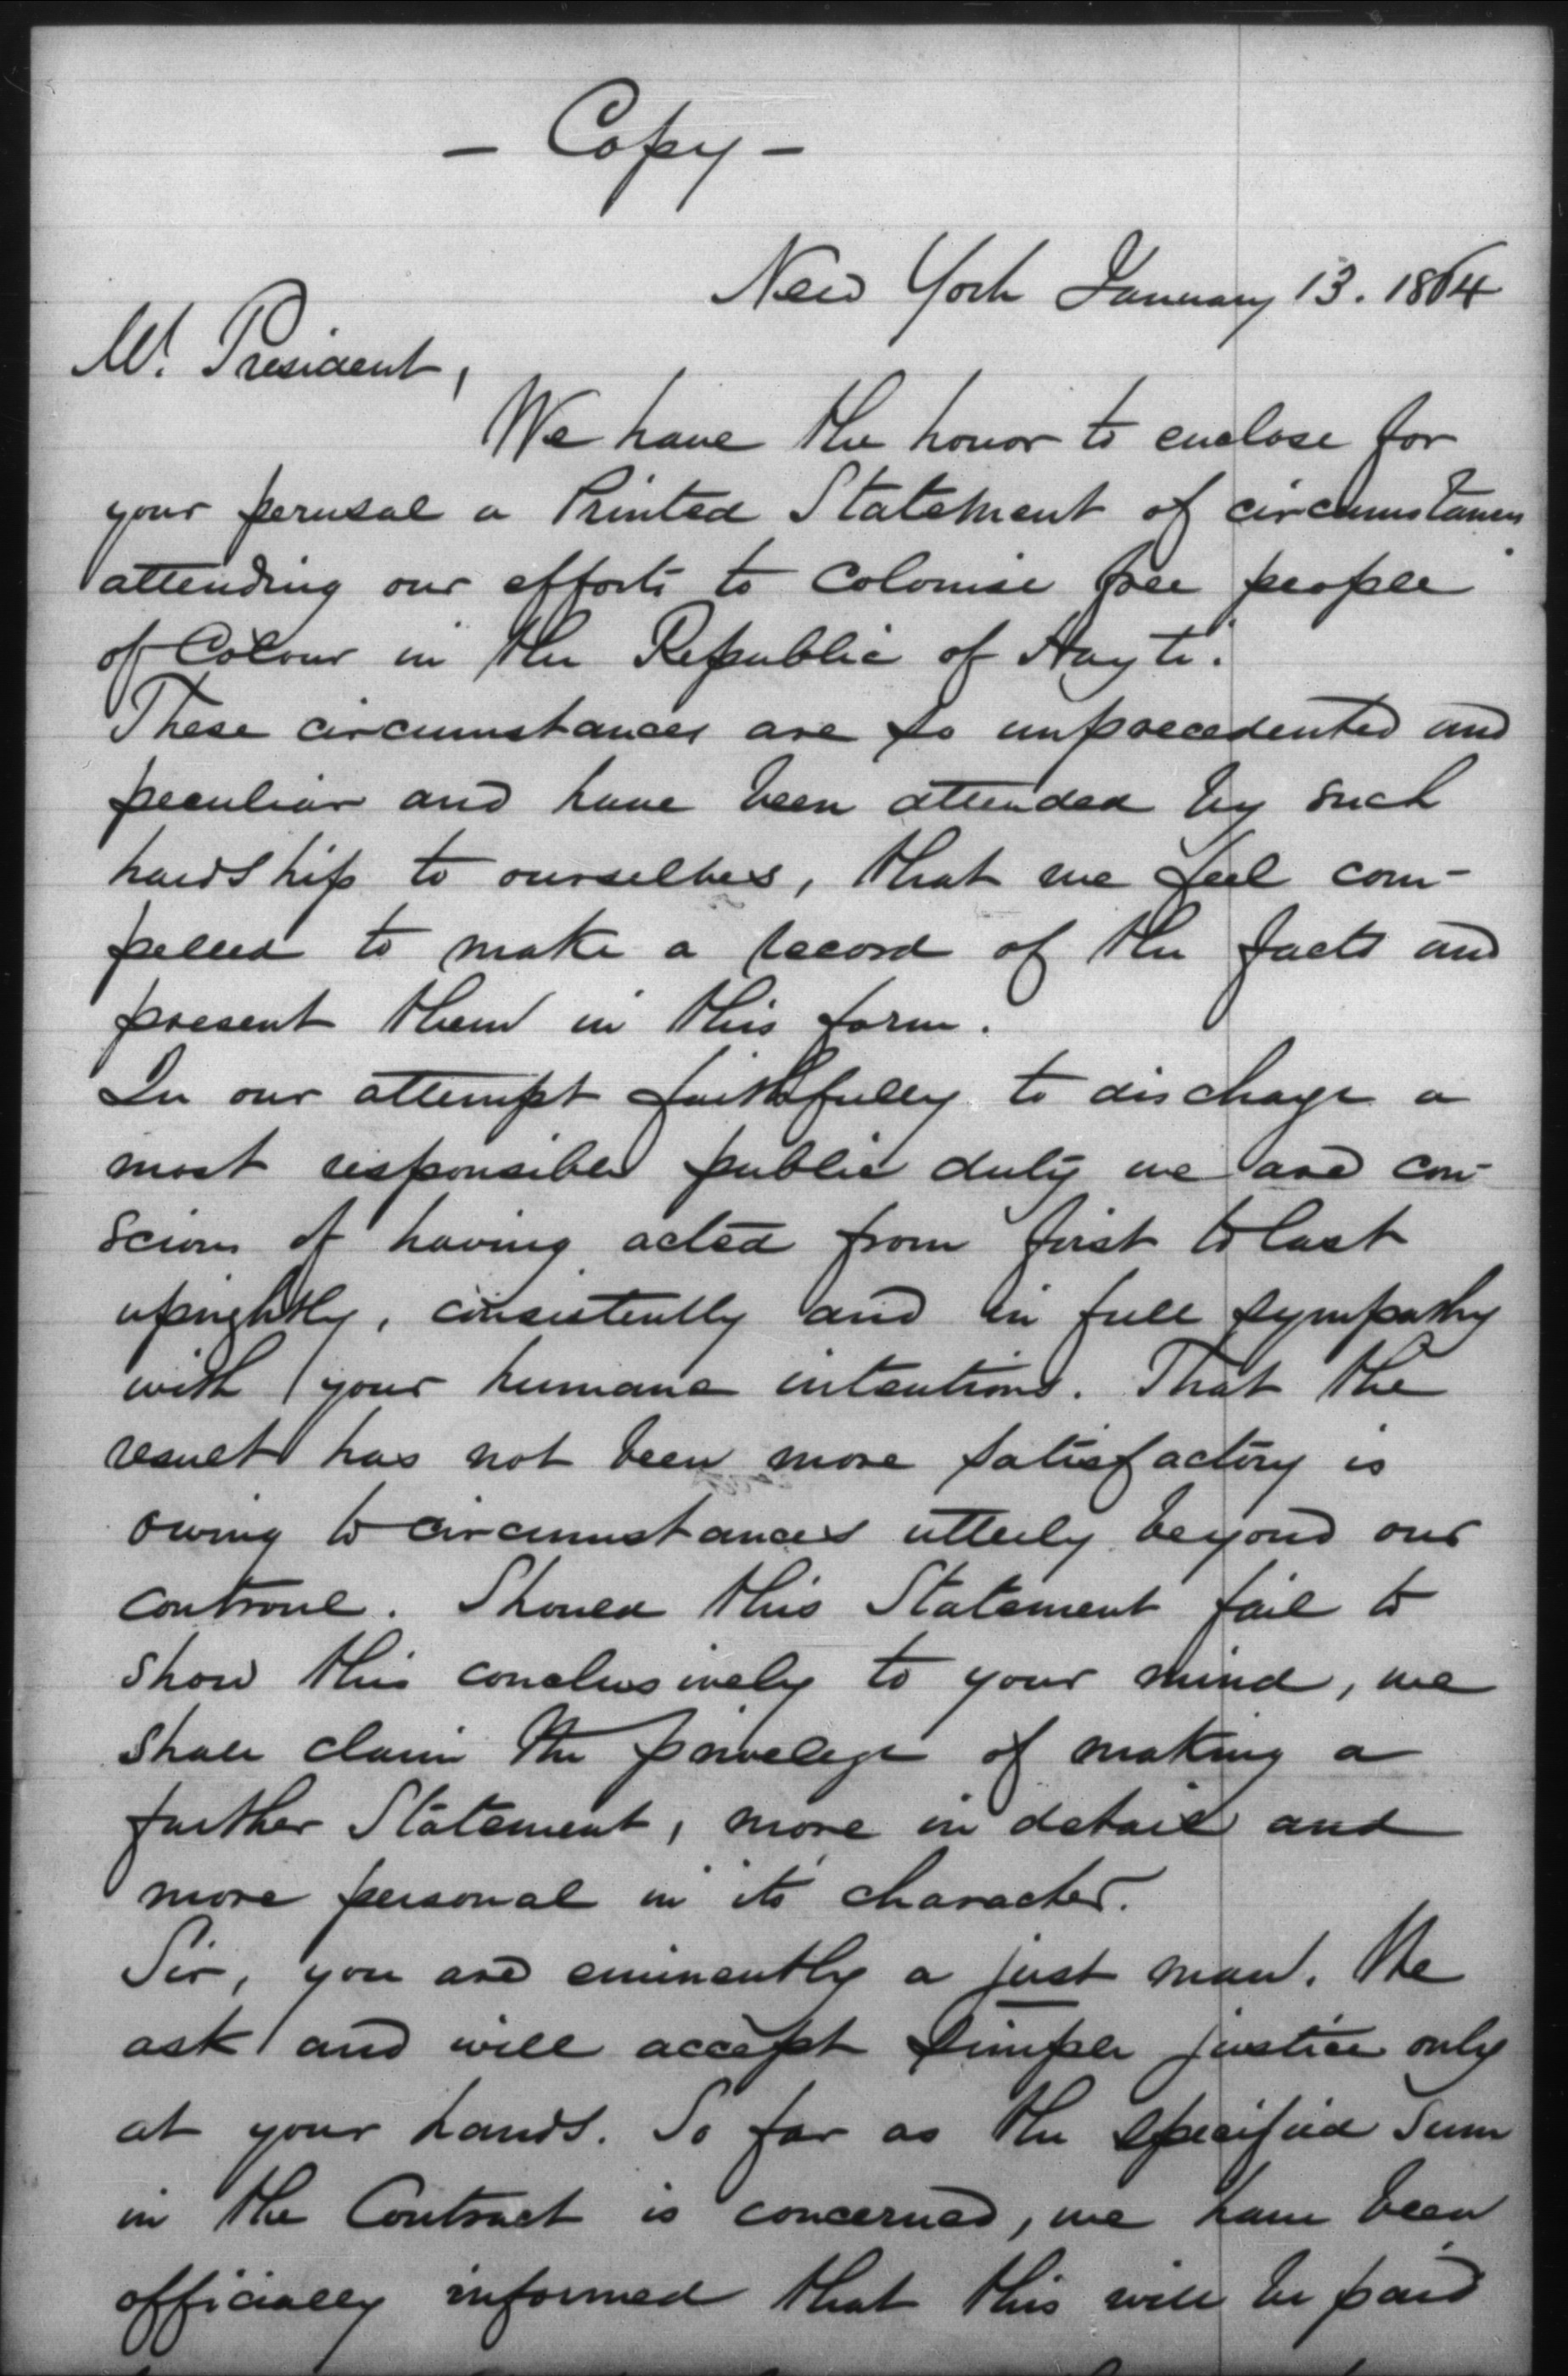 - Copy -
New York January 13. 1864
Mr. President,
We have the honor to enclose for
your perusal a Printed Statement of circumstances
attending our efforts to colonise free people
of Colour in the Republic of Hayti.
These circumstances are so unprecedented and
peculiar and have been attended by such
hardship to ourselves, that we feel com-
pelled to make a record of the facts and
present them in this form.
In our attempt faithfully to discharge a
most responsible public duty we are con-
scious of having acted from first to last
uprightly, consistently and in full sympathy
with your humane intentions. That the
result has not been more satisfactory is
owing to circumstances utterly beyond our
controul. Should this Statement fail to
show this conclusively to your mind, we
shall claim the privelege of making a
further Statement, more in detail and
more personal in its character.
Sir, you are eminently a just man. We
ask and will accept simple justice only
at your hands. So far as the specified sum
in the Contract is concerned, we have been
officially informed that this will be paid